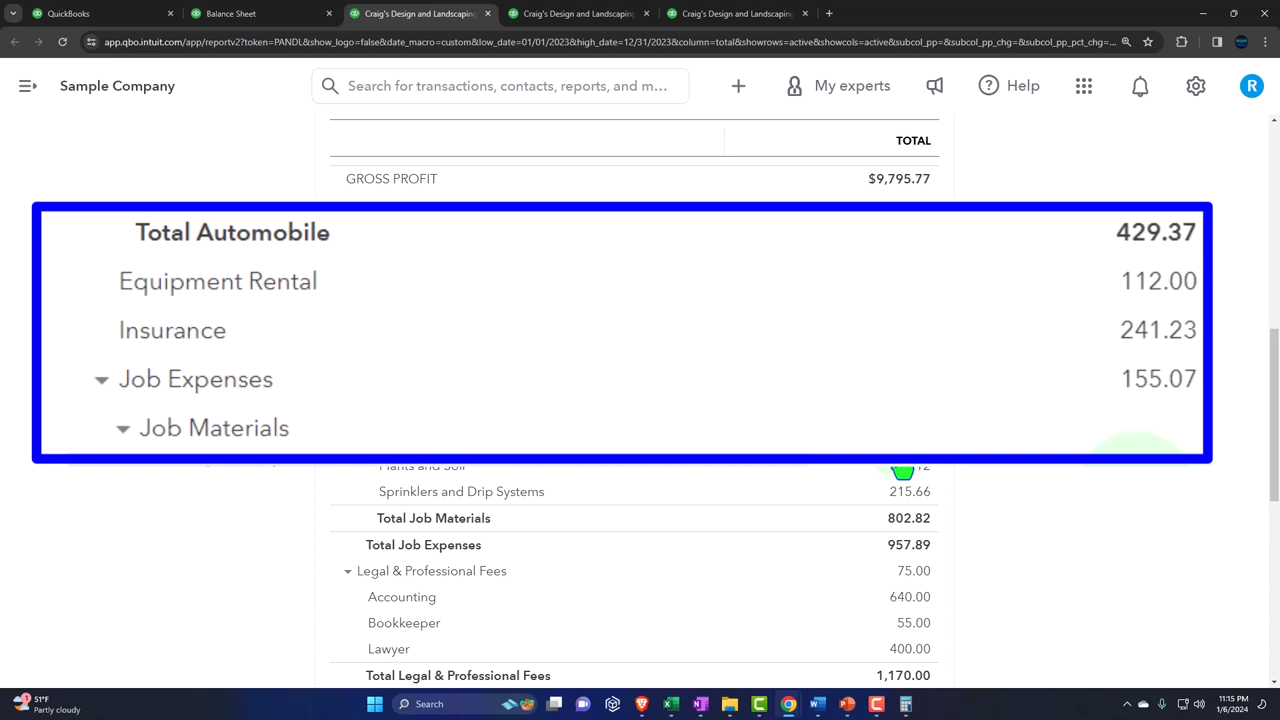 QuickBooks
Balance Sheet
Craig's Design and Landscaping
Craig's Design and Landscaping
Craig's Design and Landscaping
app.qbo.intuit.com/app/reportv2?token=PANDL&show_logo=false&date_macro=custom&low_date=01/01/2023&high_date=12/31/2023&column=total&showrows=active&showcols=active&subcol_pp=&subcol_pp_chg=&subcol_pp_pct_chg=...
Sample Company
Search for transactions, contacts, reports, and m...
My experts
Help
R
TOTAL
GROSS PROFIT $9,795.77
Total Automobile 429.37
Equipment Rental 112.00
Insurance 241.23
Job Expenses 155.07
Job Materials
Plants and Soil
Sprinklers and Drip Systems 215.66
Total Job Materials 802.82
Total Job Expenses 957.89
Legal & Professional Fees 75.00
Accounting 640.00
Bookkeeper 55.00
Lawyer 400.00
Total Legal & Professional Fees 1,170.00
1
51°F
Partly cloudy
Search
11:15 PM
1/6/2024